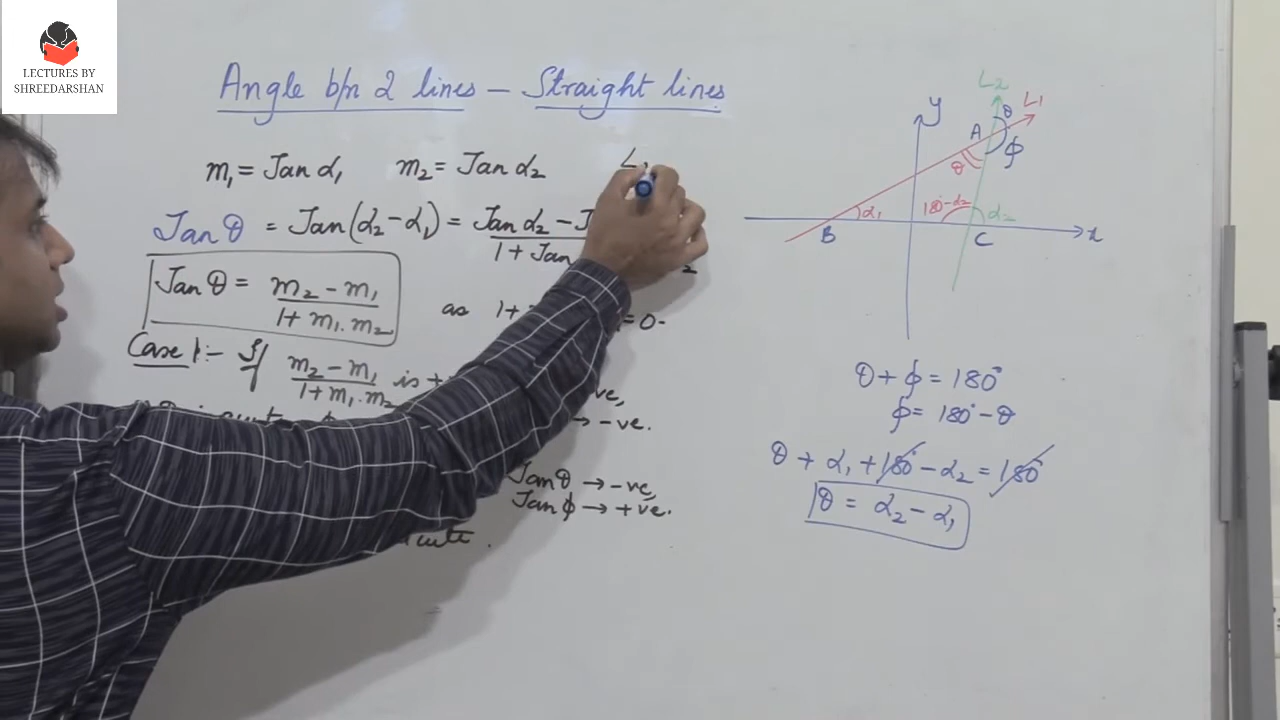 LECTURES BY
SHREEDARSHAN
Angle b/n 2 lines – Straight lines
m₁ = Tan α₁ m₂ = Tan α₂ L₁
Tan θ = Tan(α₂ – α₁) = Tan α₂ –
1 + Tan
Tan θ = m₂ – m₁
1 + m₁. m₂
as 1 + = 0.
Case 1:- If m₂ – m₁ is +
1 + m₁. m₂
ve,
→ –ve.
Tan θ → –ve,
Tan ϕ → +ve.
y
L₂
L₁
θ
A
ϕ
θ
α₁
180° – α₂
α₂
B
C
x
θ + ϕ = 180°
ϕ = 180° – θ
θ + α₁ + 180° – α₂ = 180°
θ = α₂ – α₁